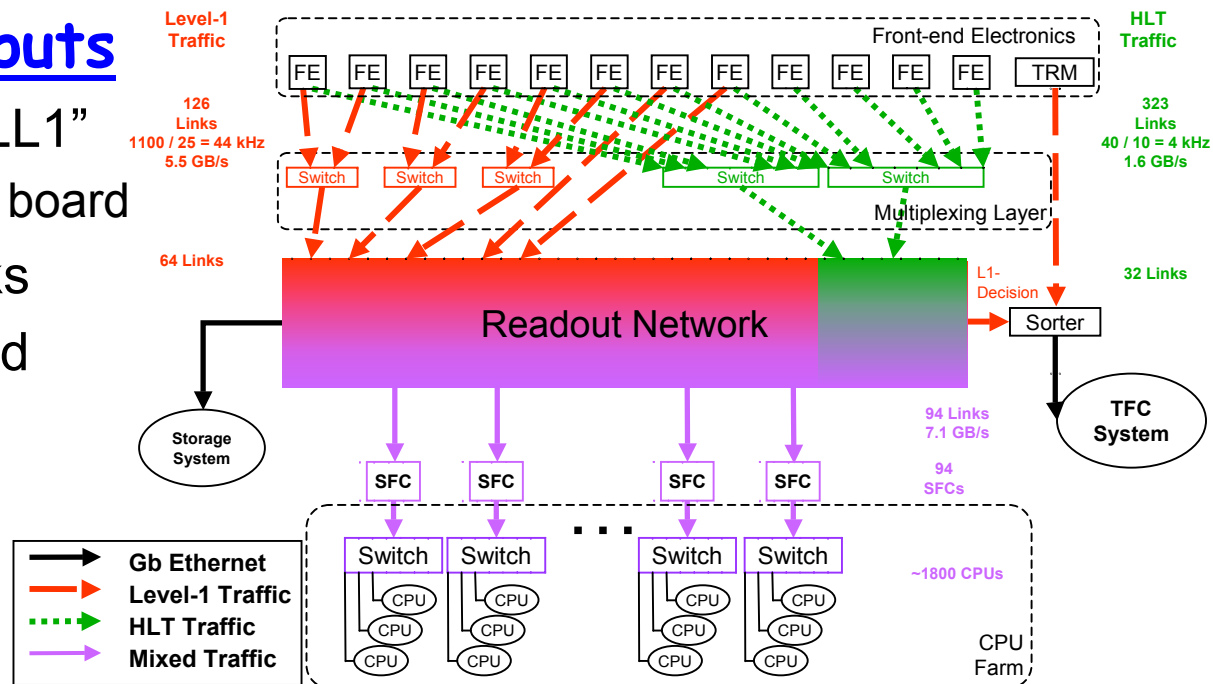 outs
LL1”
board
ks
d
Level-1
Traffic
Front-end Electronics
HLT
Traffic
FE FE FE FE FE FE FE FE FE FE FE FE TRM
126
Links
1100 / 25 = 44 kHz
5.5 GB/s
323
Links
40 / 10 = 4 kHz
1.6 GB/s
Switch Switch Switch Switch Switch
Multiplexing Layer
64 Links
L1-
Decision
32 Links
Readout Network
Sorter
Storage
System
94 Links
7.1 GB/s
TFC
System
SFC SFC SFC SFC
94
SFCs
...
Switch Switch Switch Switch
~1800 CPUs
CPU CPU CPU CPU
CPU CPU CPU CPU
CPU CPU CPU CPU
CPU
Farm
Gb Ethernet
Level-1 Traffic
HLT Traffic
Mixed Traffic